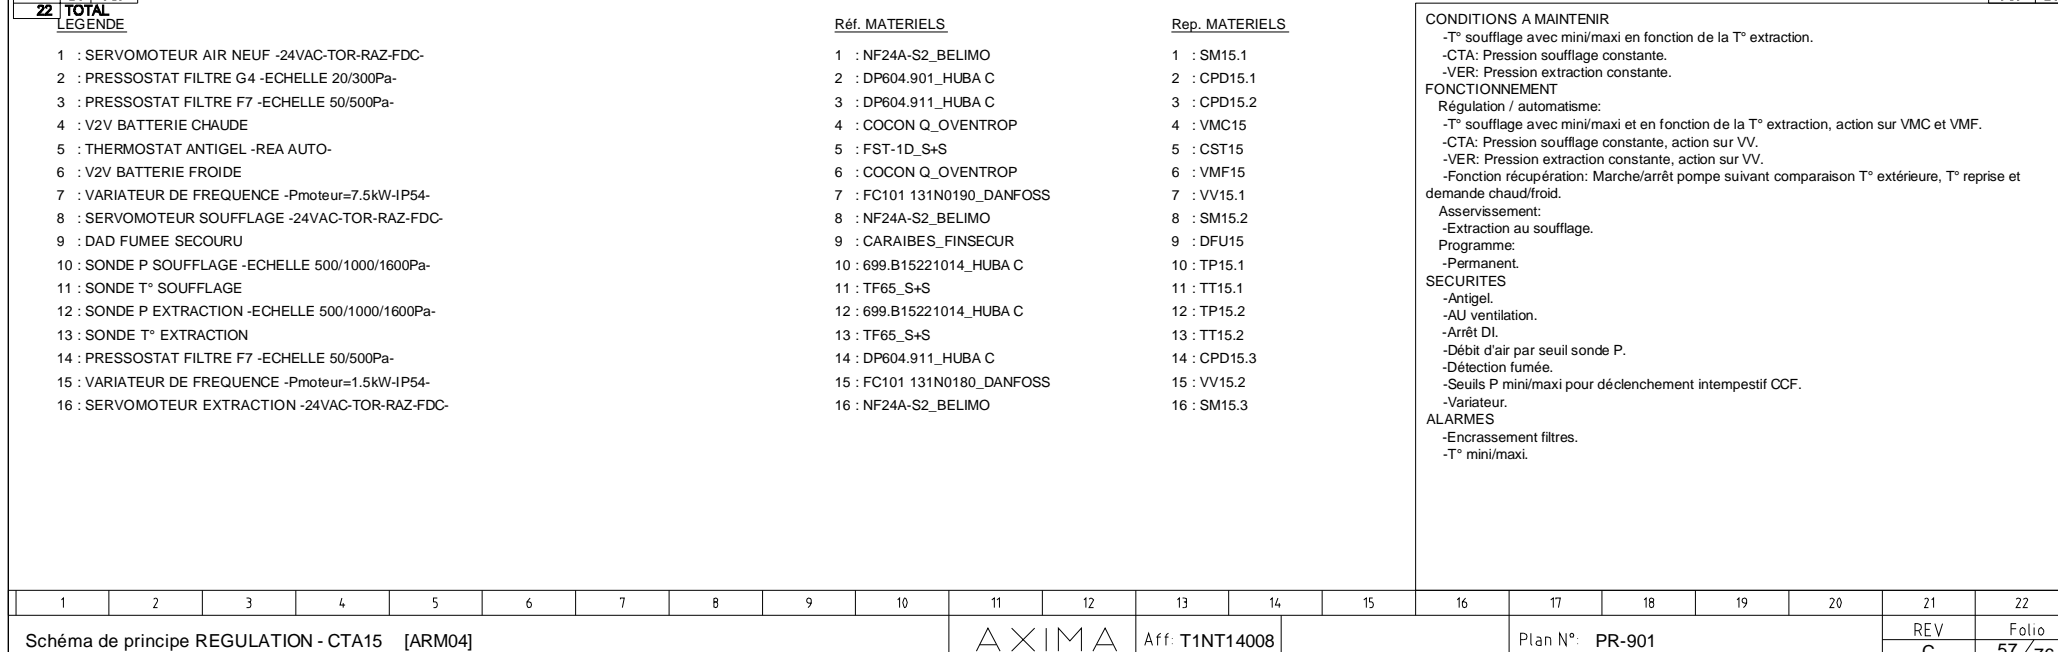 22 TOTAL
LEGENDE
1 : SERVOMOTEUR AIR NEUF -24VAC-TOR-RAZ-FDC-
2 : PRESSOSTAT FILTRE G4 -ECHELLE 20/300Pa-
3 : PRESSOSTAT FILTRE F7 -ECHELLE 50/500Pa-
4 : V2V BATTERIE CHAUDE
5 : THERMOSTAT ANTIGEL -REA AUTO-
6 : V2V BATTERIE FROIDE
7 : VARIATEUR DE FREQUENCE -Pmoteur=7.5kW-IP54-
8 : SERVOMOTEUR SOUFFLAGE -24VAC-TOR-RAZ-FDC-
9 : DAD FUMEE SECOURU
10 : SONDE P SOUFFLAGE -ECHELLE 500/1000/1600Pa-
11 : SONDE T° SOUFFLAGE
12 : SONDE P EXTRACTION -ECHELLE 500/1000/1600Pa-
13 : SONDE T° EXTRACTION
14 : PRESSOSTAT FILTRE F7 -ECHELLE 50/500Pa-
15 : VARIATEUR DE FREQUENCE -Pmoteur=1.5kW-IP54-
16 : SERVOMOTEUR EXTRACTION -24VAC-TOR-RAZ-FDC-
Réf. MATERIELS
1 : NF24A-S2_BELIMO
2 : DP604.901_HUBA C
3 : DP604.911_HUBA C
4 : COCON Q_OVENTROP
5 : FST-1D_S+S
6 : COCON Q_OVENTROP
7 : FC101 131N0190_DANFOSS
8 : NF24A-S2_BELIMO
9 : CARAIBES_FINSECUR
10 : 699.B15221014_HUBA C
11 : TF65_S+S
12 : 699.B15221014_HUBA C
13 : TF65_S+S
14 : DP604.911_HUBA C
15 : FC101 131N0180_DANFOSS
16 : NF24A-S2_BELIMO
Rep. MATERIELS
1 : SM15.1
2 : CPD15.1
3 : CPD15.2
4 : VMC15
5 : CST15
6 : VMF15
7 : VV15.1
8 : SM15.2
9 : DFU15
10 : TP15.1
11 : TT15.1
12 : TP15.2
13 : TT15.2
14 : CPD15.3
15 : VV15.2
16 : SM15.3
CONDITIONS A MAINTENIR
-T° soufflage avec mini/maxi en fonction de la T° extraction.
-CTA: Pression soufflage constante.
-VER: Pression extraction constante.
FONCTIONNEMENT
Régulation / automatisme:
-T° soufflage avec mini/maxi et en fonction de la T° extraction, action sur VMC et VMF.
-CTA: Pression soufflage constante, action sur VV.
-VER: Pression extraction constante, action sur VV.
-Fonction récupération: Marche/arrêt pompe suivant comparaison T° extérieure, T° reprise et
demande chaud/froid.
Asservissement:
-Extraction au soufflage.
Programme:
-Permanent.
SECURITES
-Antigel.
-AU ventilation.
-Arrêt DI.
-Débit d'air par seuil sonde P.
-Détection fumée.
-Seuils P mini/maxi pour déclenchement intempestif CCF.
-Variateur.
ALARMES
-Encrassement filtres.
-T° mini/maxi.
1 2 3 4 5 6 7 8 9 10 11 12 13 14 15 16 17 18 19 20 21 22
Schéma de principe REGULATION - CTA15 [ARM04]
AXIMA
Aff: T1NT14008
Plan N°: PR-901
REV
Folio
57/